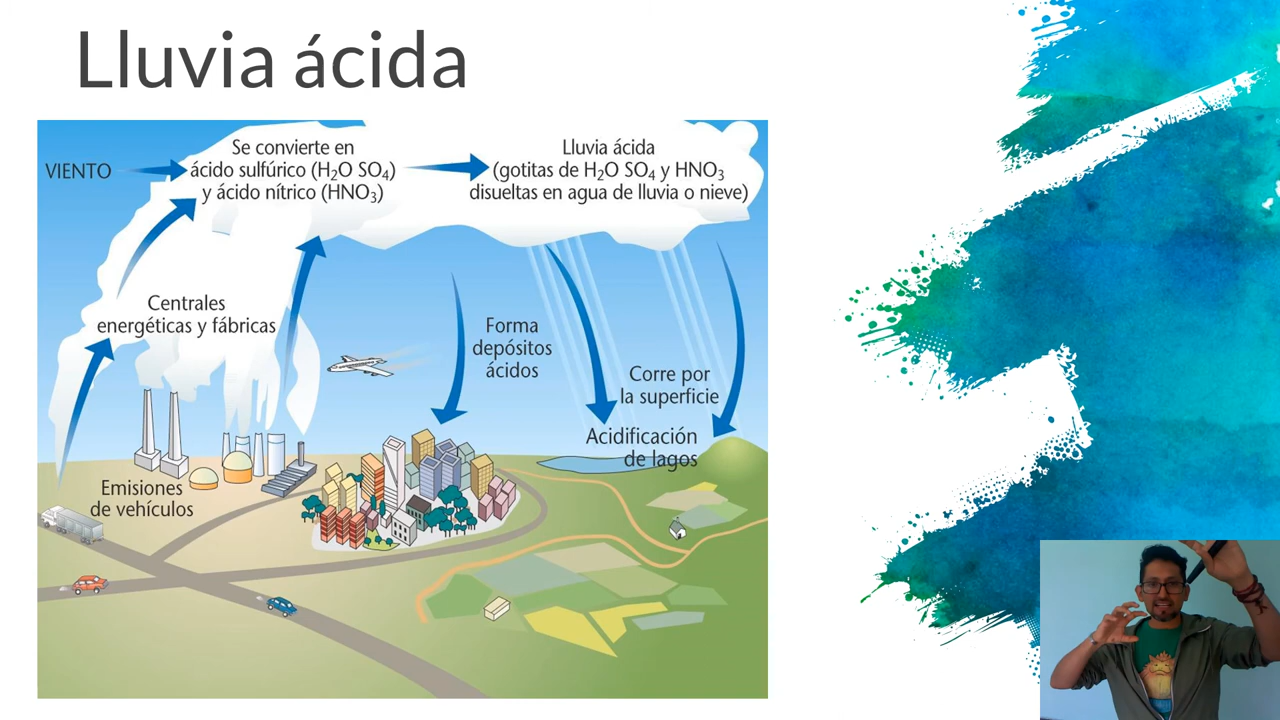 Lluvia ácida
VIENTO
Se convierte en
ácido sulfúrico (H₂O SO₄)
y ácido nítrico (HNO₃)
Lluvia ácida
(gotitas de H₂O SO₄ y HNO₃
disueltas en agua de lluvia o nieve)
Centrales
energéticas y fábricas
Forma
depósitos
ácidos
Corre por
la superficie
Acidificación
de lagos
Emisiones
de vehículos